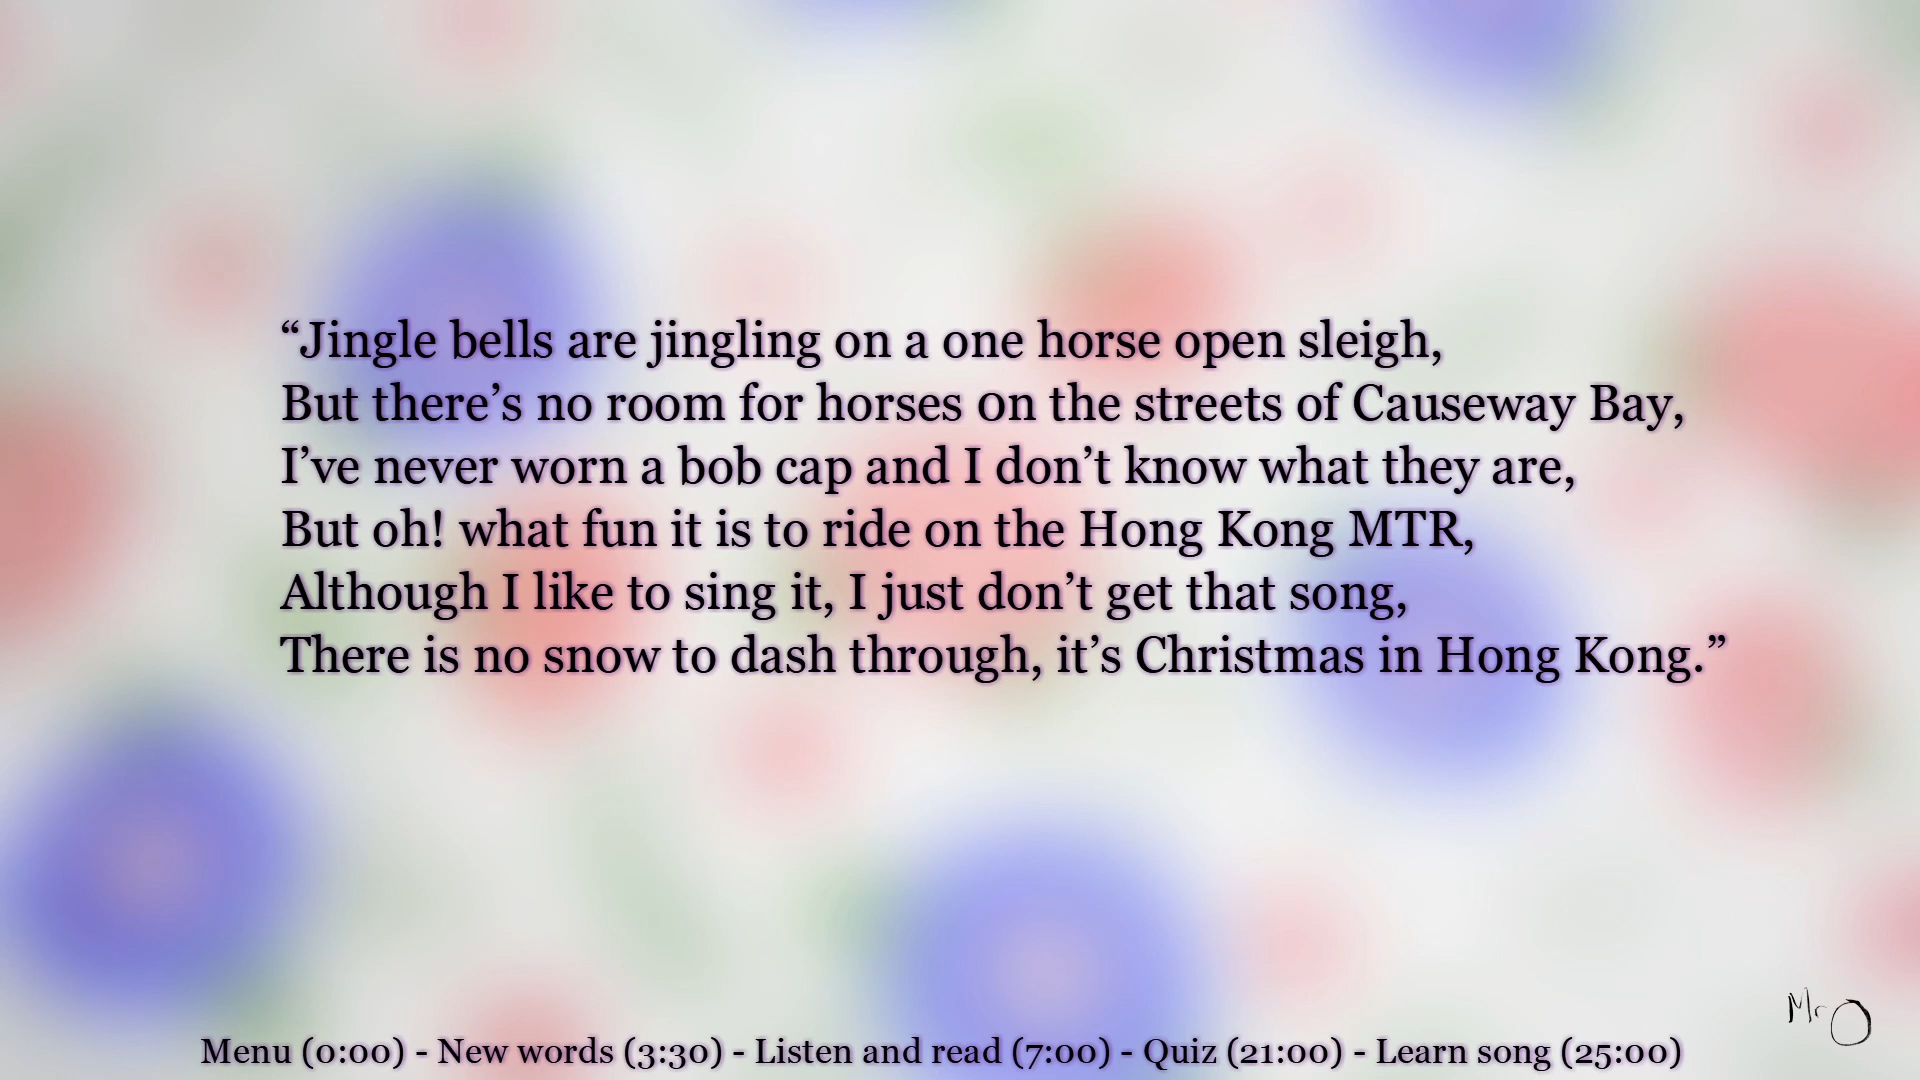 “Jingle bells are jingling on a one horse open sleigh,
But there’s no room for horses 0n the streets of Causeway Bay,
I’ve never worn a bob cap and I don’t know what they are,
But oh! what fun it is to ride on the Hong Kong MTR,
Although I like to sing it, I just don’t get that song,
There is no snow to dash through, it’s Christmas in Hong Kong.”
Mr O
Menu (0:00) - New words (3:30) - Listen and read (7:00) - Quiz (21:00) - Learn song (25:00)